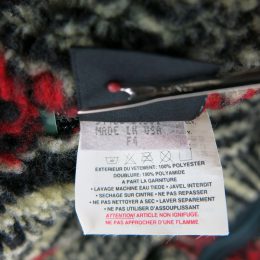 MADE IN USA
F4
EXTERIEUR DU VETEMENT: 100% POLYESTER
DOUBLURE: 100% POLYAMIDE
A PART LA GARNITURE
• LAVAGE MACHINE EAU TIEDE • JAVEL INTERDIT
• SECHAGE SUR CINTRE • NE PAS REPASSER
• NE PAS NETTOYER A SEC • LAVER SEPAREMENT
• NE PAS UTILISER D'ASSOUPLISSANT
ATTENTION! ARTICLE NON IGNIFUGE.
NE PAS APPROCHER D'UNE FLAMME